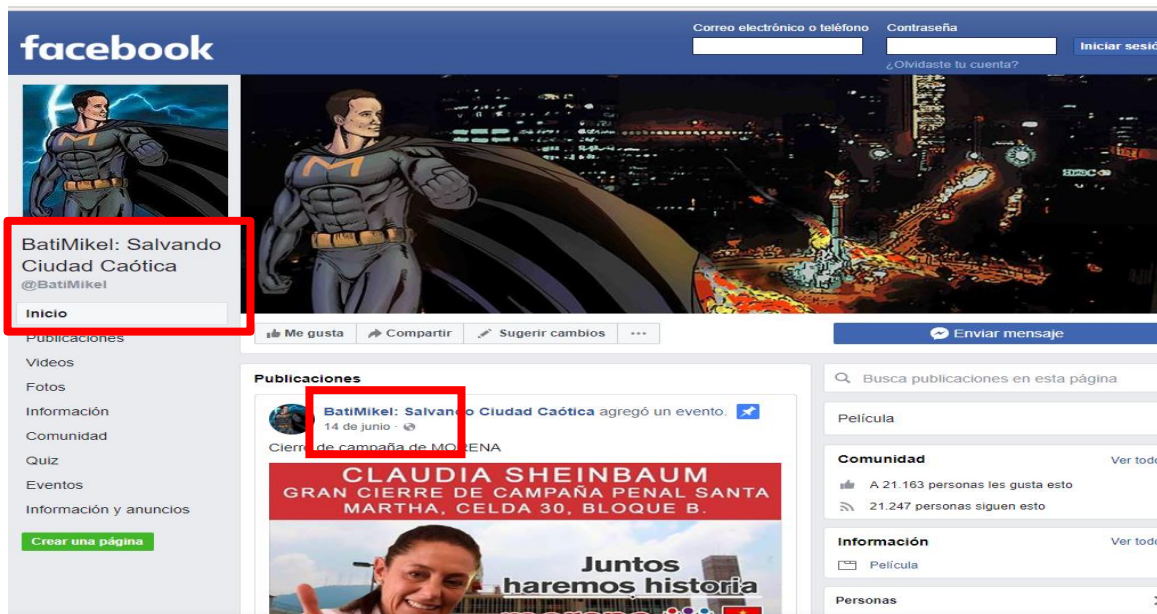 Correo electrónico o teléfono
Contraseña
facebook
Iniciar sesió
¿Olvidaste tu cuenta?
M
M
HSBC
BatiMikel: Salvando
Ciudad Caótica
@BatiMikel
Inicio
Publicaciones
Videos
Fotos
Información
Comunidad
Quiz
Eventos
Información y anuncios
Crear una página
Me gusta
Compartir
Sugerir cambios
Enviar mensaje
Publicaciones
BatiMikel: Salvando Ciudad Caótica agregó un evento.
14 de junio
Cierre de campaña de MORENA
CLAUDIA SHEINBAUM
GRAN CIERRE DE CAMPAÑA PENAL SANTA
MARTHA, CELDA 30, BLOQUE B.
Juntos
haremos historia
morena
Busca publicaciones en esta página
Película
Comunidad
Ver todo
A 21.163 personas les gusta esto
21.247 personas siguen esto
Información
Ver todo
Película
Personas